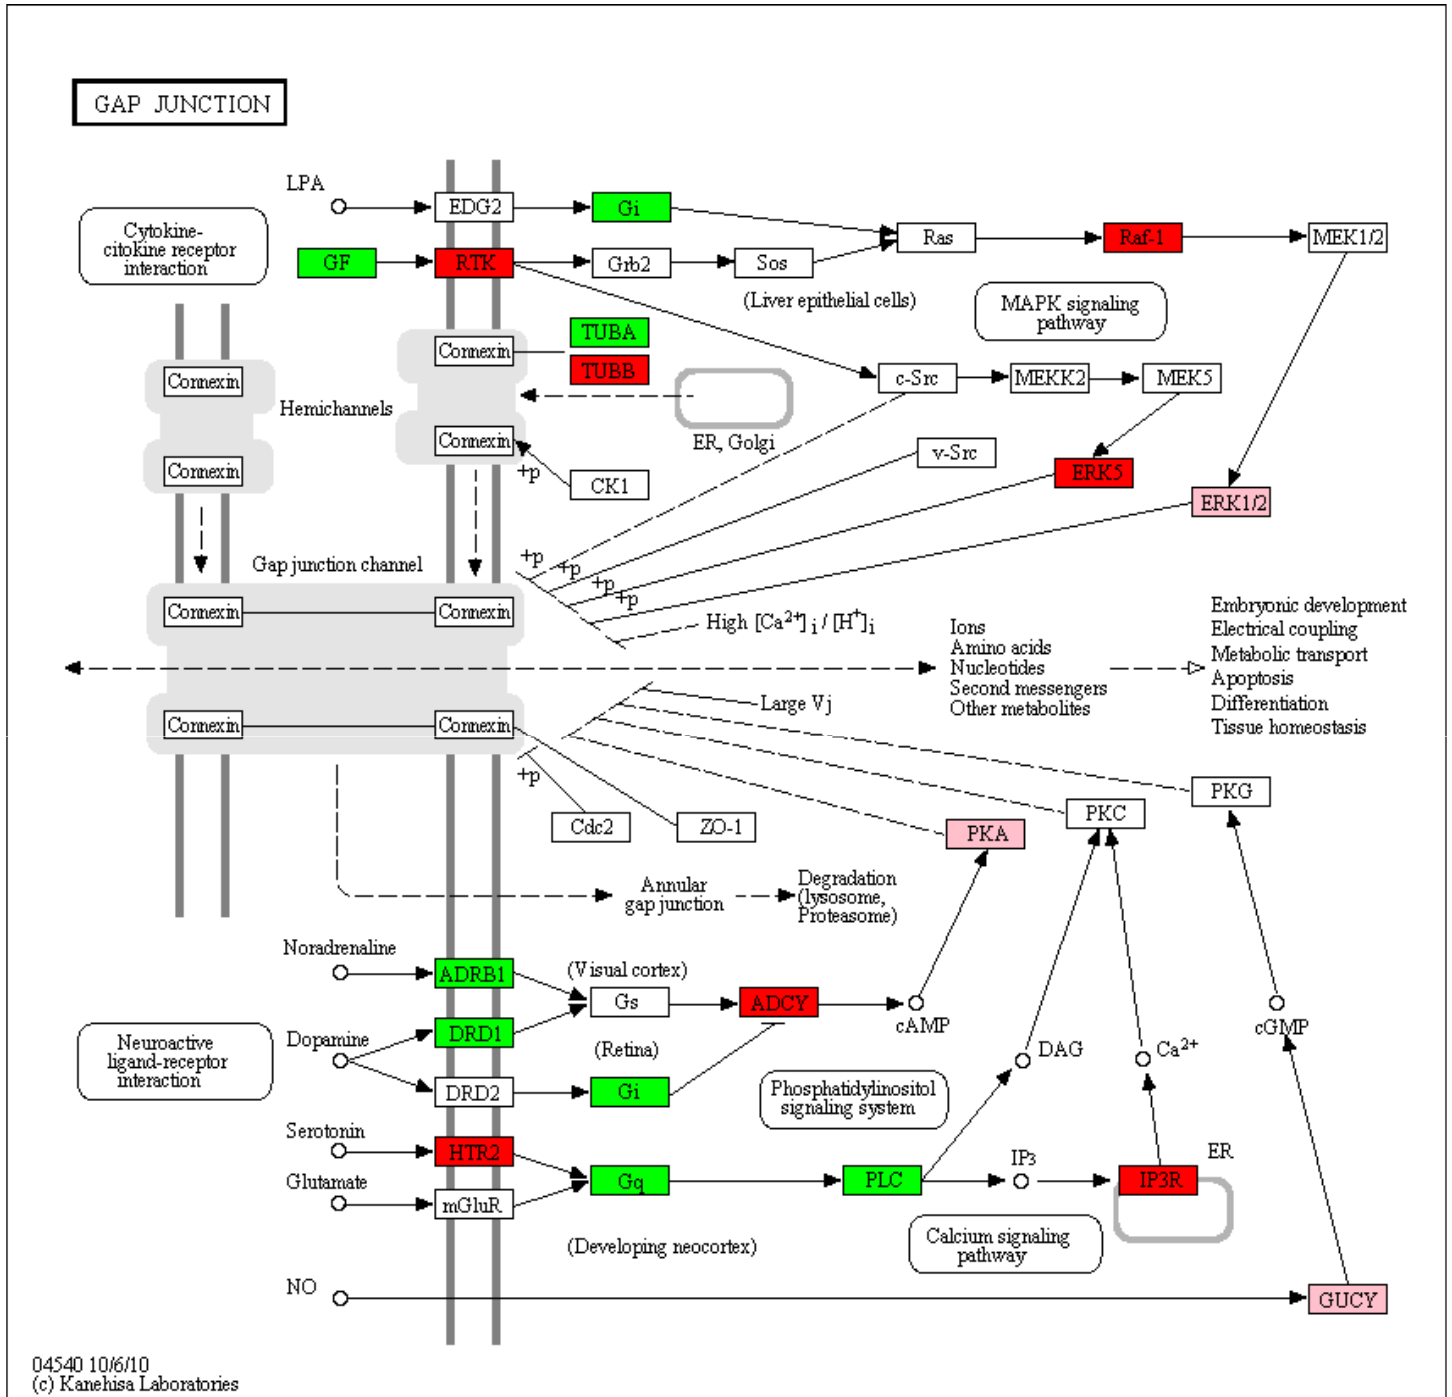 GAP JUNCTION
LPA
EDG2
Gi
Cytokine-
citokine receptor
interaction
GF
RTK
Grb2
Sos
Ras
Raf-1
MEK1/2
(Liver epithelial cells)
MAPK signaling
pathway
TUBA
Connexin
TUBB
Connexin
c-Src
MEKK2
MEK5
Hemichannels
ER, Golgi
Connexin
v-Src
Connexin
+p
CK1
ERK5
ERK1/2
Gap junction channel
+p
+p
+p
+p
Connexin
Connexin
High [Ca2+]i / [H+]i
Ions
Amino acids
Nucleotides
Second messengers
Other metabolites
Embryonic development
Electrical coupling
Metabolic transport
Apoptosis
Differentiation
Tissue homeostasis
Large Vj
Connexin
Connexin
+p
Cdc2
ZO-1
PKA
PKC
PKG
Annular
gap junction
Degradation
(lysosome,
Proteasome)
Noradrenaline
ADRB1
(Visual cortex)
Gs
ADCY
cAMP
cGMP
Neuroactive
ligand-receptor
interaction
Dopamine
DRD1
(Retina)
DAG
Ca2+
DRD2
Gi
Phosphatidylinositol
signaling system
Serotonin
HTR2
Glutamate
mGluR
Gq
PLC
IP3
IP3R
ER
(Developing neocortex)
Calcium signaling
pathway
NO
GUCY
04540 10/6/10
(c) Kanehisa Laboratories